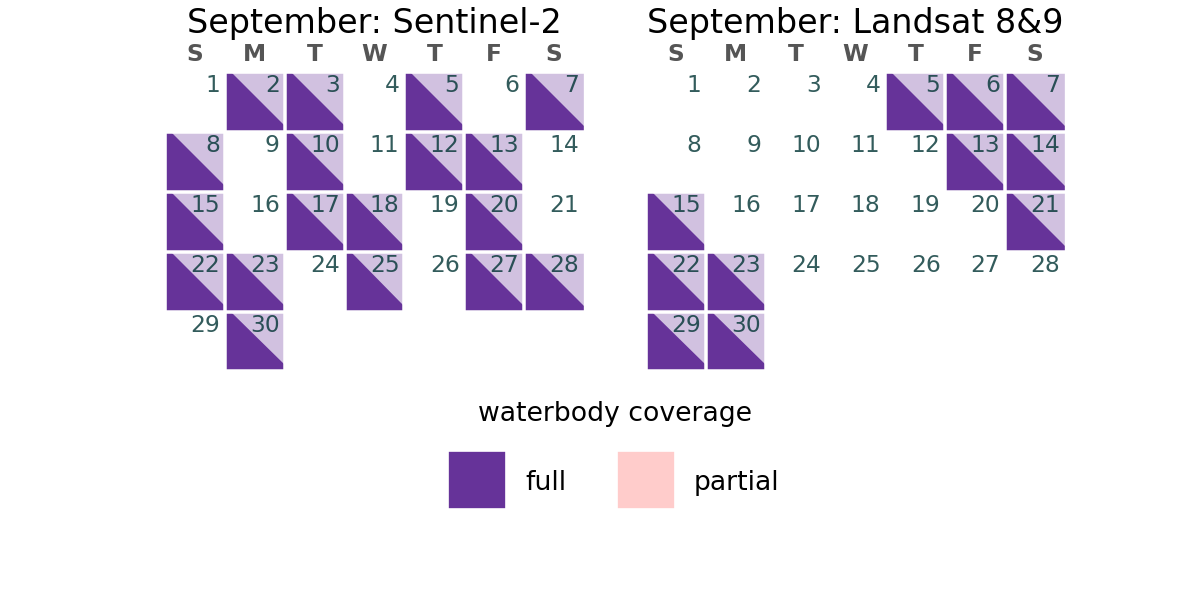 September: Sentinel-2
S M T W T F S
1 2 3 4 5 6 7
8 9 10 11 12 13 14
15 16 17 18 19 20 21
22 23 24 25 26 27 28
29 30
September: Landsat 8&9
S M T W T F S
1 2 3 4 5 6 7
8 9 10 11 12 13 14
15 16 17 18 19 20 21
22 23 24 25 26 27 28
29 30
waterbody coverage
full partial